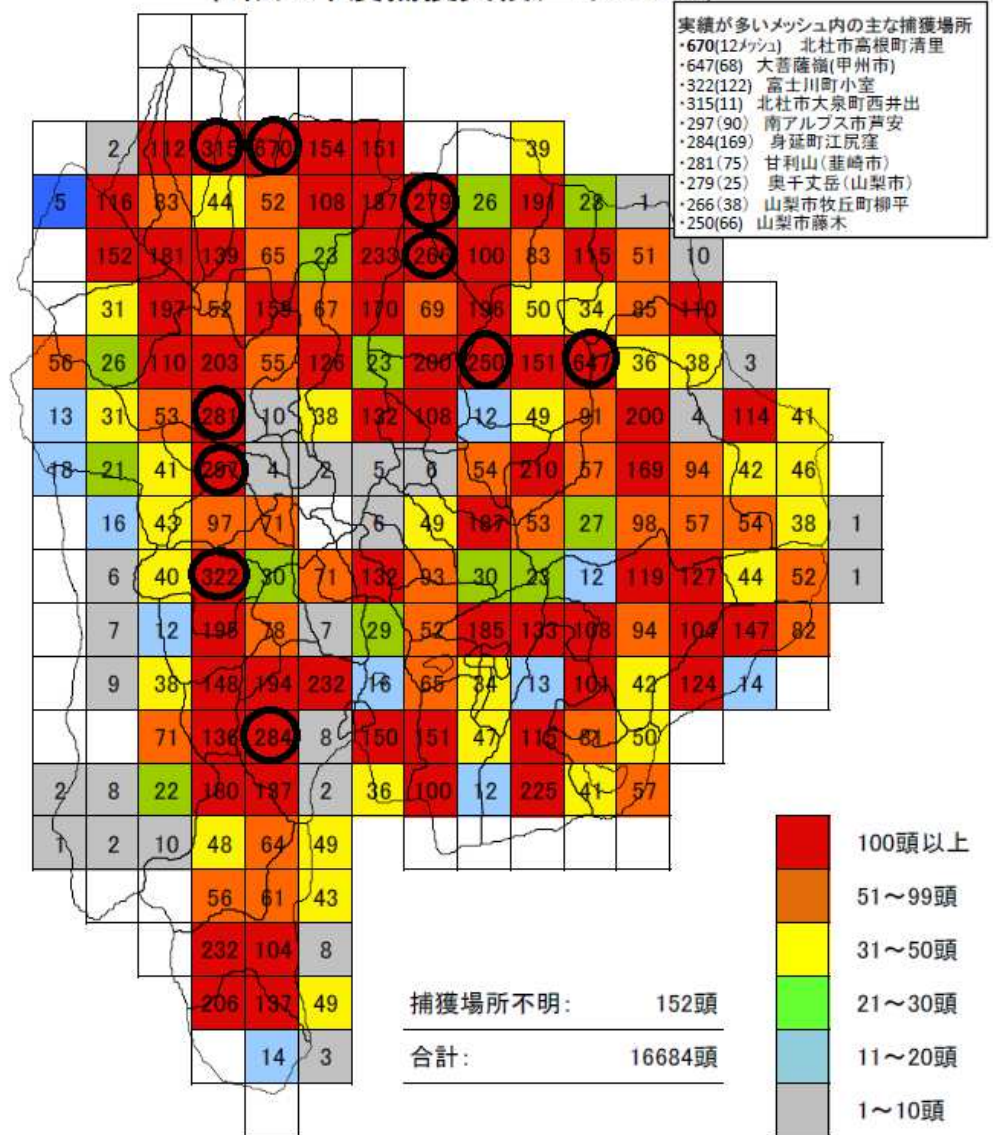 実績が多いメッシュ内の主な捕獲場所
・670(12メッシュ) 北杜市高根町清里
・647(68) 大菩薩嶺(甲州市)
・322(122) 富士川町小室
・315(11) 北杜市大泉町西井出
・297(90) 南アルプス市芦安
・284(169) 身延町江尻窪
・281(75) 甘利山(韮崎市)
・279(25) 奥千丈岳(山梨市)
・266(38) 山梨市牧丘町柳平
・250(66) 山梨市藤木
2 112 315 670 154 151 39
5 116 83 44 52 108 187 279 26 191 28 1
152 181 139 65 23 233 266 100 83 115 51 10
31 197 52 159 67 170 69 196 50 34 85 110
56 26 110 203 55 126 23 200 250 151 647 36 38 3
13 31 53 281 10 38 132 108 12 49 91 200 4 114 41
18 21 41 297 4 2 5 6 54 210 57 169 94 42 46
16 43 97 71 6 49 187 53 27 98 57 54 38 1
6 40 322 30 71 132 93 30 23 12 119 127 44 52 1
7 12 195 78 7 29 52 185 133 108 94 104 147 82
9 38 148 194 232 16 65 34 13 101 42 124 14
71 136 284 8 150 151 47 115 81 50
2 8 22 180 137 2 36 100 12 225 41 57
1 2 10 48 64 49
56 61 43
232 104 8
206 137 49
14 3
捕獲場所不明: 152頭
合計: 16684頭
100頭以上
51～99頭
31～50頭
21～30頭
11～20頭
1～10頭